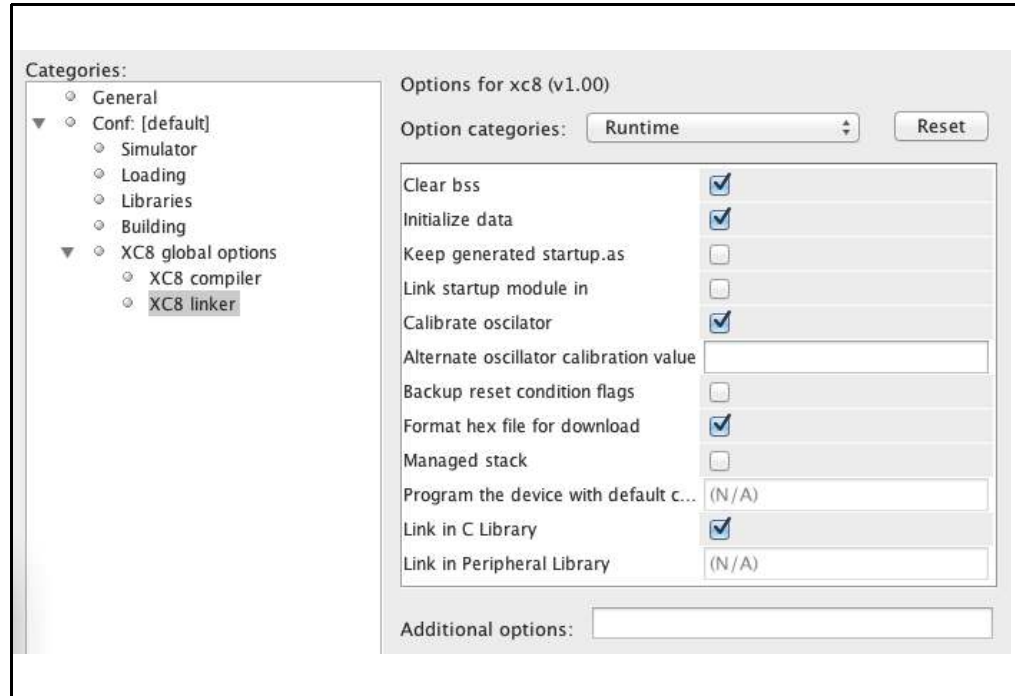 Categories:
General
Conf: [default]
Simulator
Loading
Libraries
Building
XC8 global options
XC8 compiler
XC8 linker
Options for xc8 (v1.00)
Option categories: Runtime Reset
Clear bss
Initialize data
Keep generated startup.as
Link startup module in
Calibrate oscilator
Alternate oscillator calibration value
Backup reset condition flags
Format hex file for download
Managed stack
Program the device with default c... (N/A)
Link in C Library
Link in Peripheral Library (N/A)
Additional options: